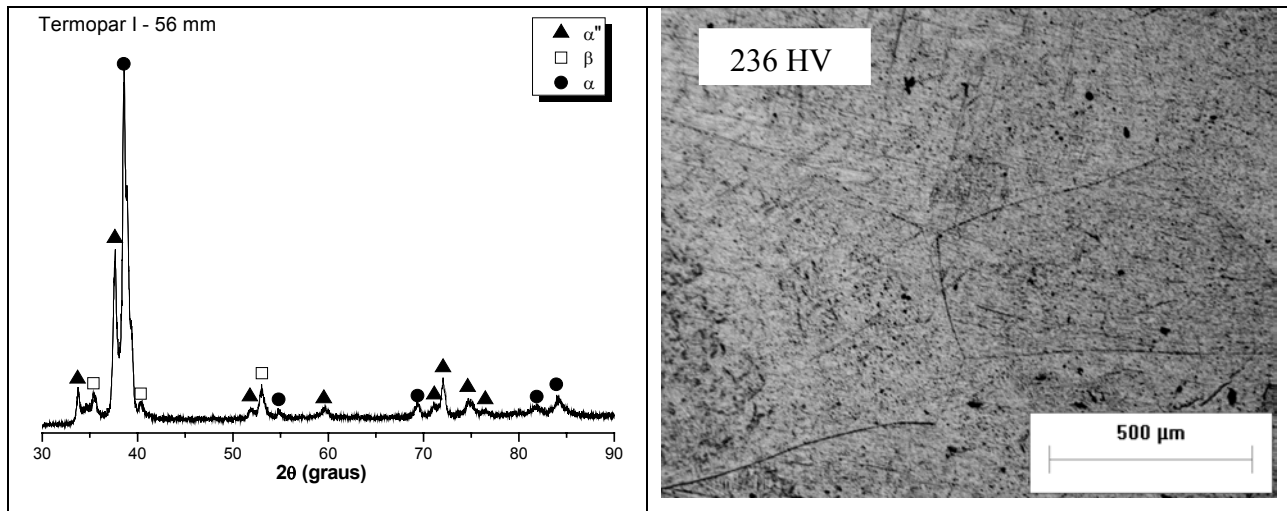 Termopar I - 56 mm
▲ α"
□ β
● α
30 40 50 60 70 80 90
2θ (graus)
236 HV
500 µm